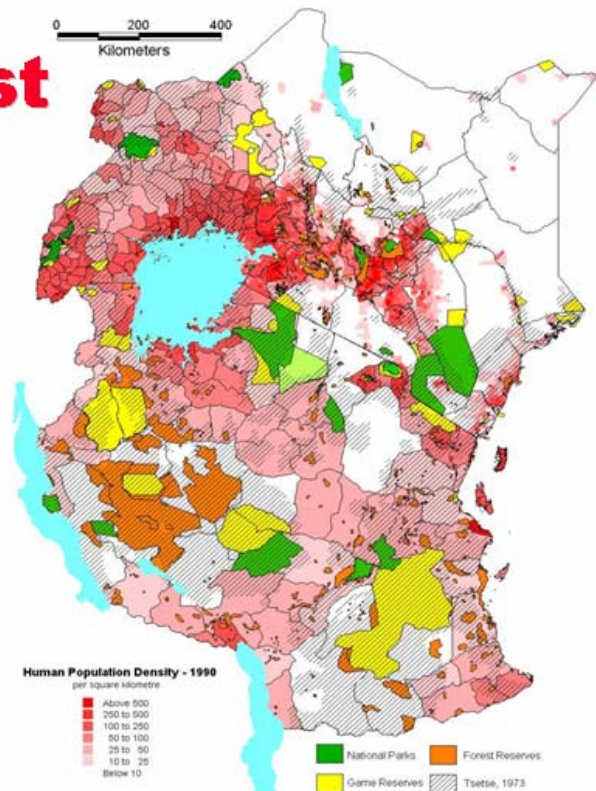 0 200 400
Kilometers
st
Human Population Density - 1990
per square kilometre
Above 500
250 to 500
100 to 250
50 to 100
25 to 50
10 to 25
Below 10
National Parks
Forest Reserves
Game Reserves
Tsetse, 1973